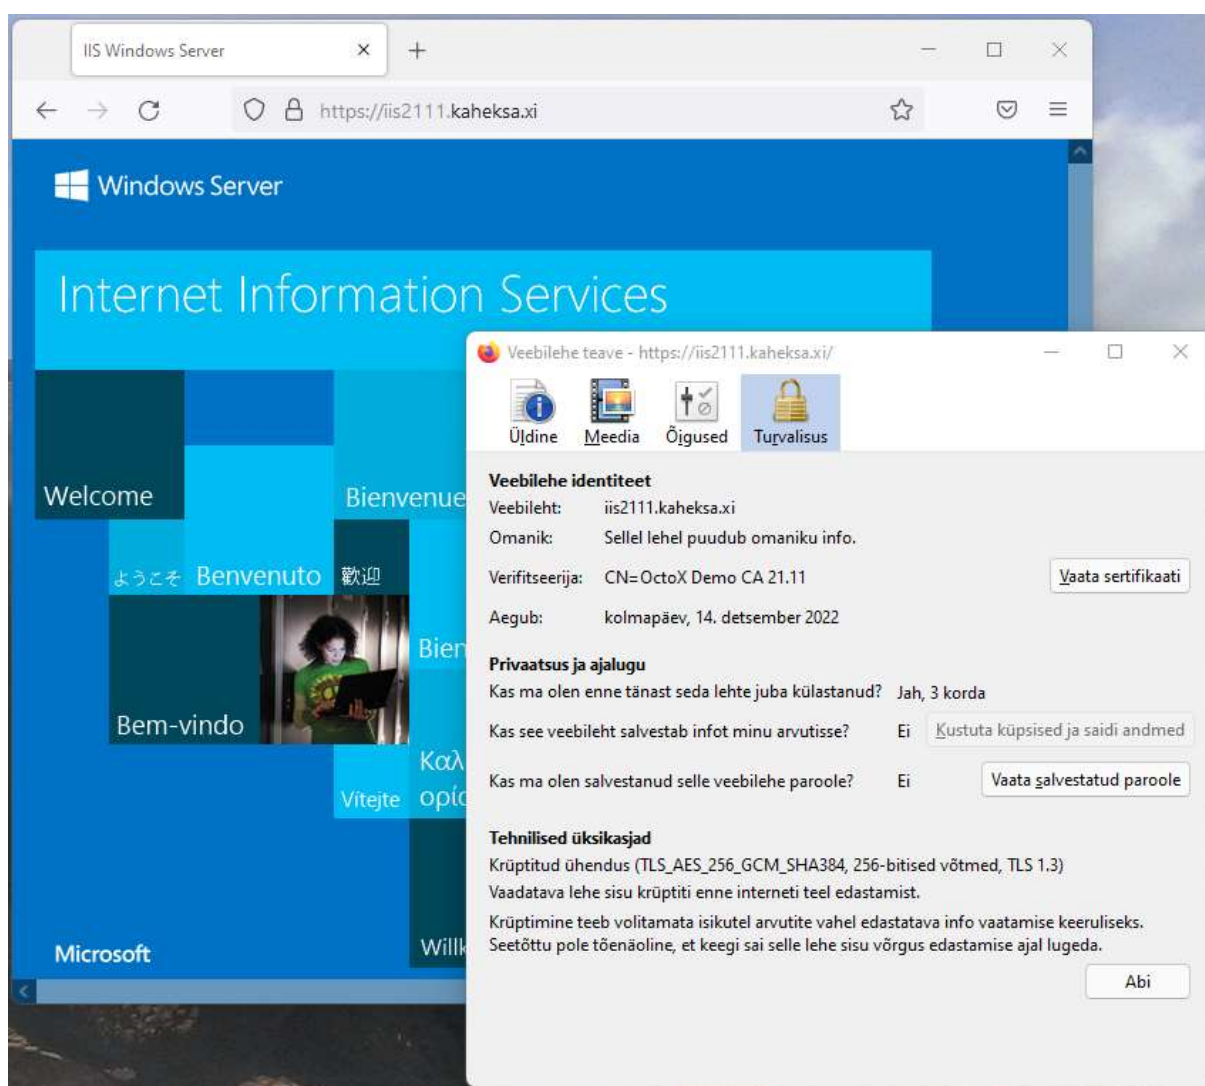 IIS Windows Server
https://iis2111.kaheksa.xi
Windows Server
Internet Information Services
Welcome
Bienvenue
ようこそ
Benvenuto
歡迎
Bien
Bem-vindo
Καλ
ορίσ
Vítejte
Willk
Microsoft
Veebilehe teave - https://iis2111.kaheksa.xi/
Üldine Meedia Õigused Turvalisus
Veebilehe identiteet
Veebileht: iis2111.kaheksa.xi
Omanik: Sellel lehel puudub omaniku info.
Verifitseerija: CN=OctoX Demo CA 21.11 Vaata sertifikaati
Aegub: kolmapäev, 14. detsember 2022
Privaatsus ja ajalugu
Kas ma olen enne tänast seda lehte juba külastanud? Jah, 3 korda
Kas see veebileht salvestab infot minu arvutisse? Ei Kustuta küpsised ja saidi andmed
Kas ma olen salvestanud selle veebilehe paroole? Ei Vaata salvestatud paroole
Tehnilised üksikasjad
Krüptitud ühendus (TLS_AES_256_GCM_SHA384, 256-bitised võtmed, TLS 1.3)
Vaadatava lehe sisu krüptiti enne interneti teel edastamist.
Krüptimine teeb volitamata isikutel arvutite vahel edastatava info vaatamise keeruliseks.
Seetõttu pole tõenäoline, et keegi sai selle lehe sisu võrgus edastamise ajal lugeda.
Abi